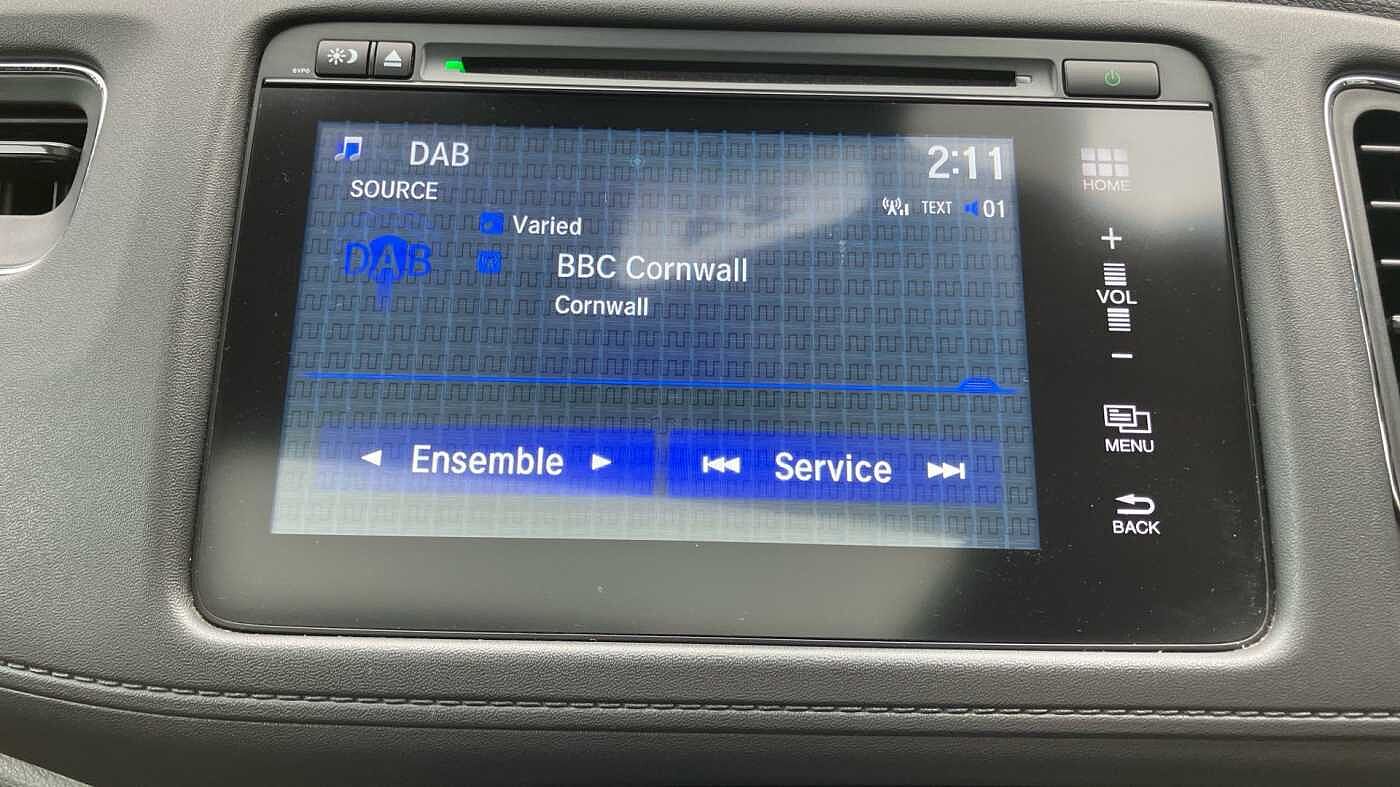 DAB
2:11
HOME
SOURCE
TEXT
01
Varied
DAB
BBC Cornwall
Cornwall
+
VOL
−
Ensemble
Service
MENU
BACK